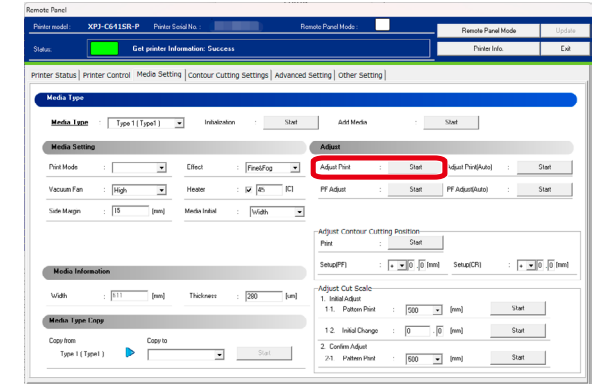 Remote Panel
Printer model : XPJ-C641SR-P Printer Serial No. : Remote Panel Mode : Remote Panel Mode Update
Status: Get printer Information: Success Printer Info. Exit
Printer Status Printer Control Media Setting Contour Cutting Settings Advanced Setting Other Setting
Media Type
Media Type : Type 1 ( Type1 ) Initialization : Start Add Media : Start
Media Setting Adjust
Print Mode : Effect : Fine&Fog Adjust Print : Start Adjust Print(Auto) : Start
Vacuum Fan : High Heater : 45 [C] PF Adjust : Start PF Adjust(Auto) : Start
Side Margin : 15 [mm] Media Initial : Width
Adjust Contour Cutting Position
Print : Start
Setup(PF) : + 0 . 0 [mm] Setup(CR) : + 0 . 0 [mm]
Media Information
Width : 611 [mm] Thickness : 280 [um]
Adjust Cut Scale
1. Initial Adjust
1 1. Pattern Print : 500 [mm] Start
Media Type Copy
1 2. Initial Change : 0 . 0 [mm] Start
Copy from Copy to
2. Confirm Adjust
Type 1 ( Type1 ) Start
2-1 Pattern Print : 500 [mm] Start